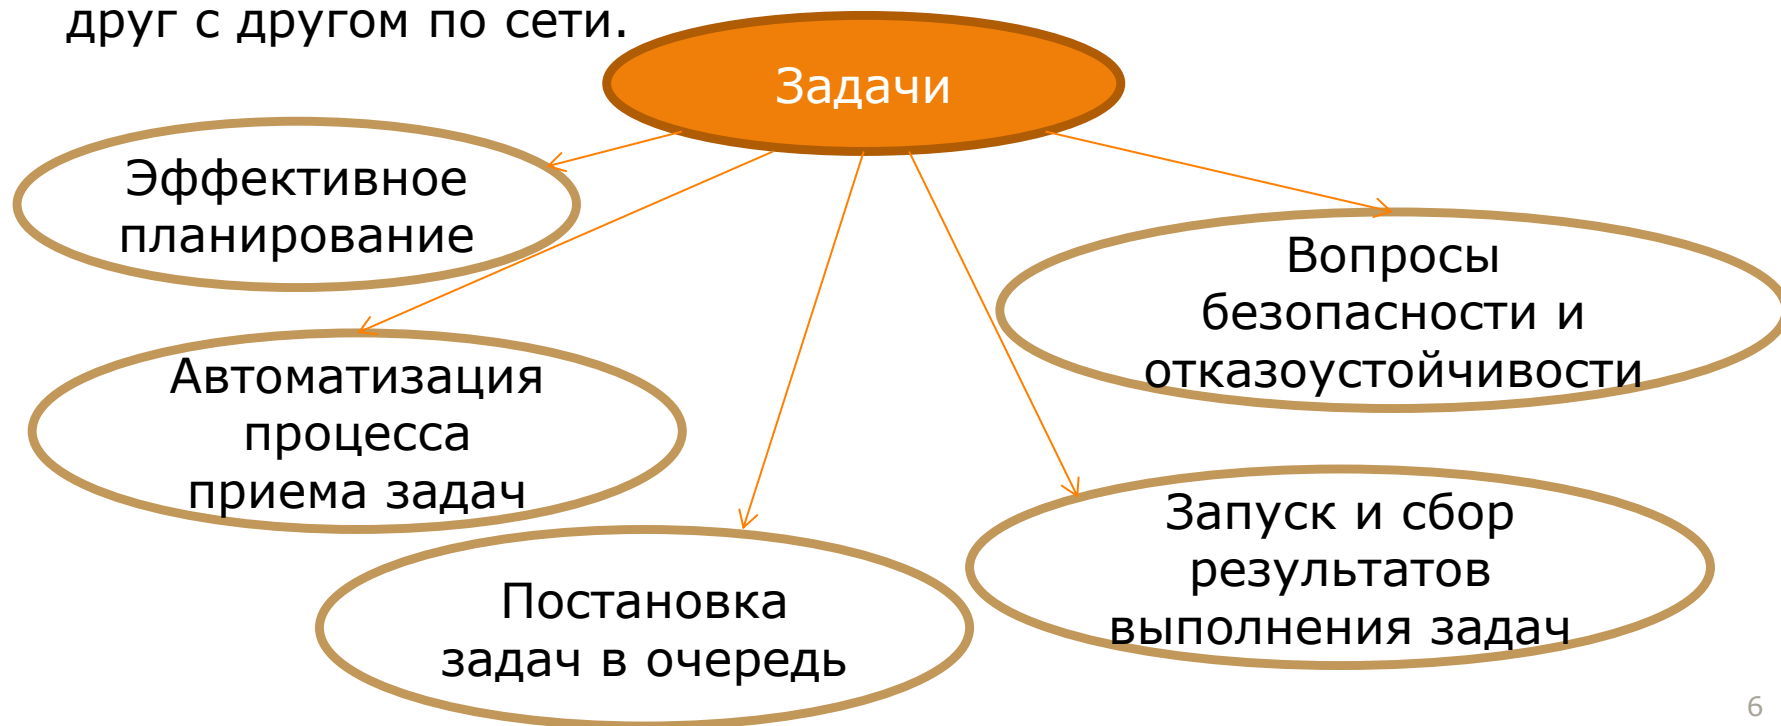 друг с другом по сети.
Задачи
Эффективное
планирование
Вопросы
безопасности и
отказоустойчивости
Автоматизация
процесса
приема задач
Запуск и сбор
результатов
выполнения задач
Постановка
задач в очередь
6